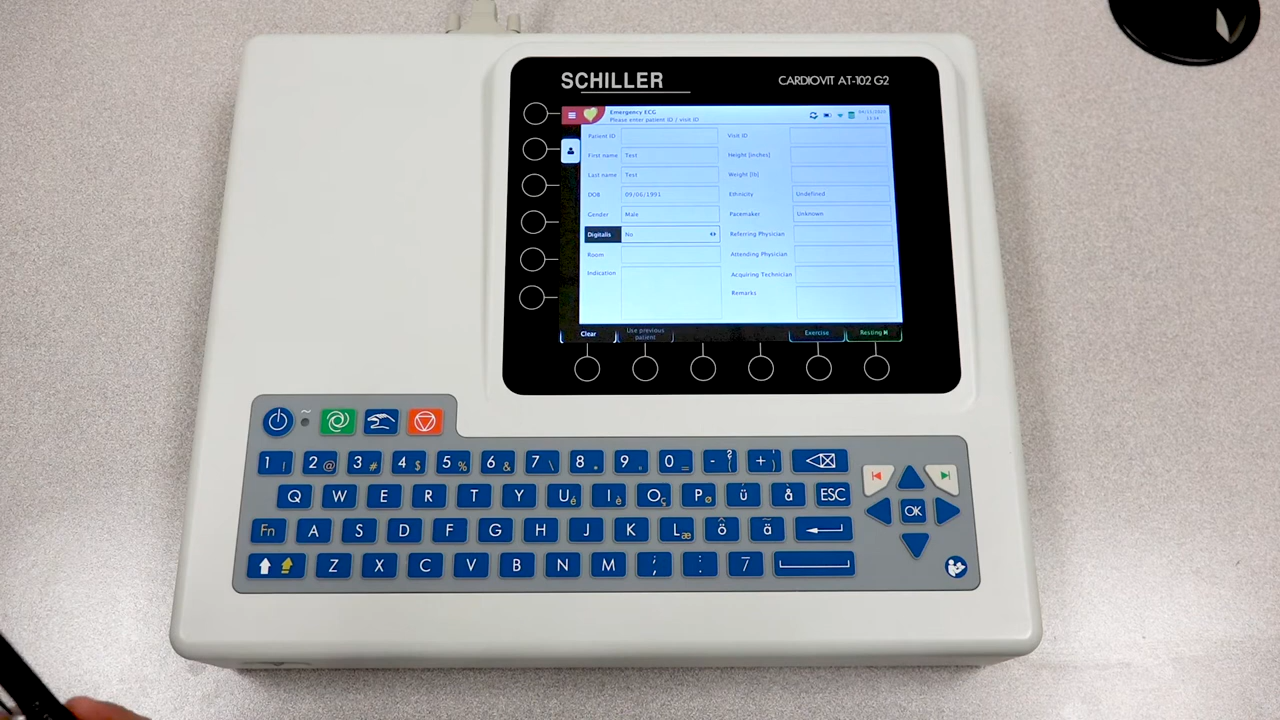 SCHILLER
CARDIOVIT AT-102 G2
Emergency ECG
Please enter patient ID / visit ID
Patient ID
Visit ID
First name Test
Height [inches]
Last name Test
Weight [lb]
DOB 09/06/1991
Ethnicity Undefined
Gender Male
Pacemaker Unknown
Digitalis No
Referring Physician
Room
Attending Physician
Indication
Acquiring Technician
Remarks
Clear
Use previous
patient
Exercise
Resting
1 ! 2 @ 3 # 4 $ 5 % 6 & 7 \ 8 9 0 - + 
Q W E R T Y U é I è O ç P ø ü å ESC
OK
Fn A S D F G H J K L æ ö ä
Z X C V B N M ; : /